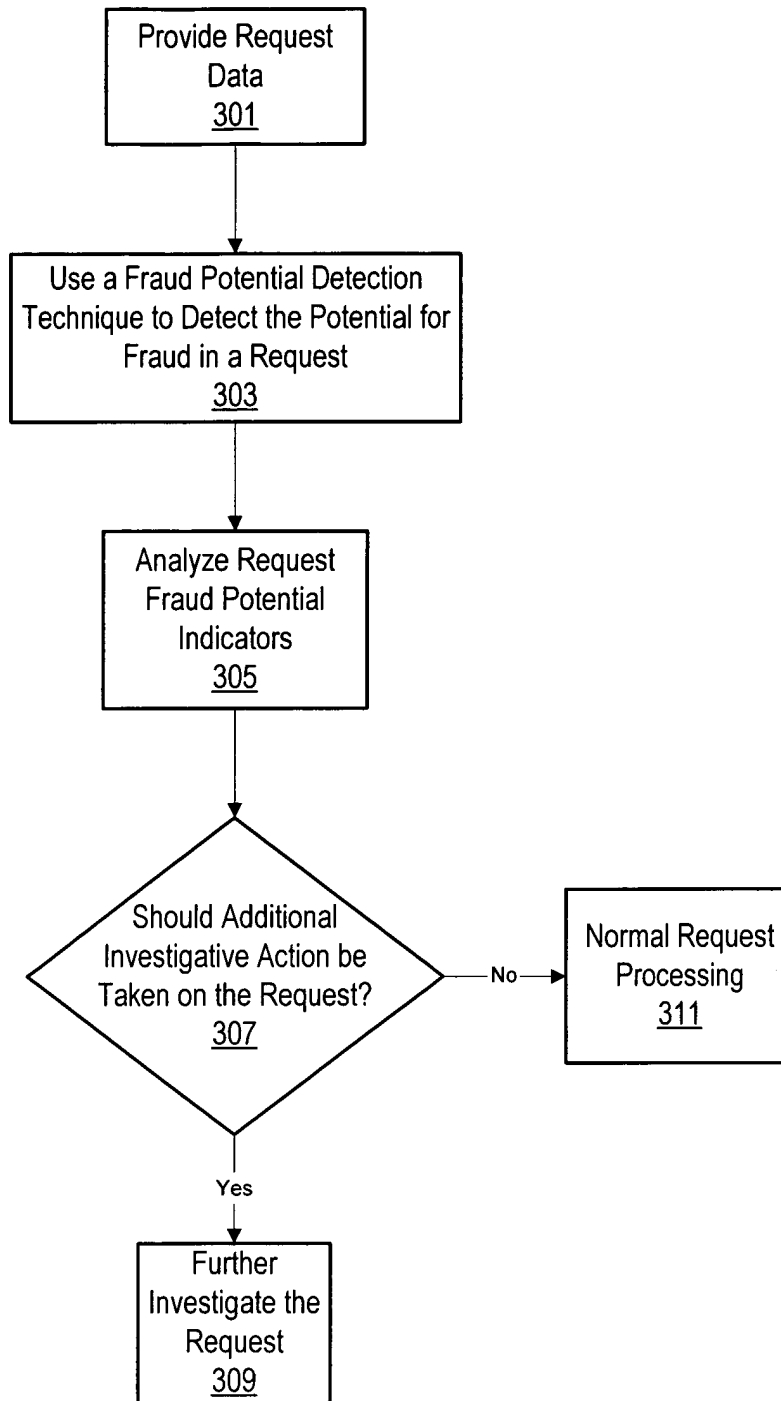 Provide Request
Data
301
Use a Fraud Potential Detection
Technique to Detect the Potential for
Fraud in a Request
303
Analyze Request
Fraud Potential
Indicators
305
Should Additional
Investigative Action be
Taken on the Request?
307
No
Normal Request
Processing
311
Yes
Further
Investigate the
Request
309